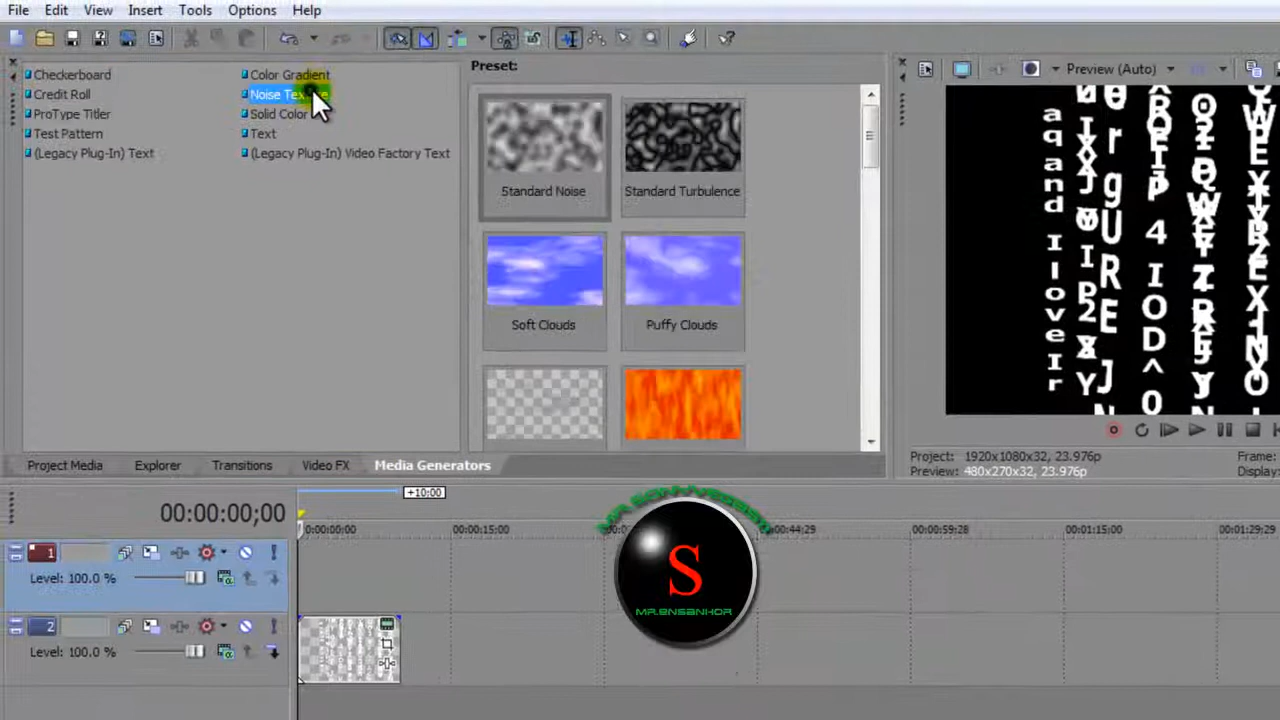 File Edit View Insert Tools Options Help
Checkerboard Color Gradient
Credit Roll
ProType Titler Solid Color
Test Pattern Text
(Legacy Plug-In) Text (Legacy Plug-In) Video Factory Text
Preset:
Standard Noise Standard Turbulence
Soft Clouds Puffy Clouds
Preview (Auto)
Project: 1920x1080x32, 23.976p Frame:
Preview: 480x270x32, 23.976p Display:
Project Media Explorer Transitions Video FX Media Generators
+10:00
00:00:00;00
0:00:00:00 00:00:15:00 00:00:44:29 00:00:59:28 00:01:15:00 00:01:29:29
1
Level: 100.0 %
2
Level: 100.0 %
S
MR.ENSANHOR